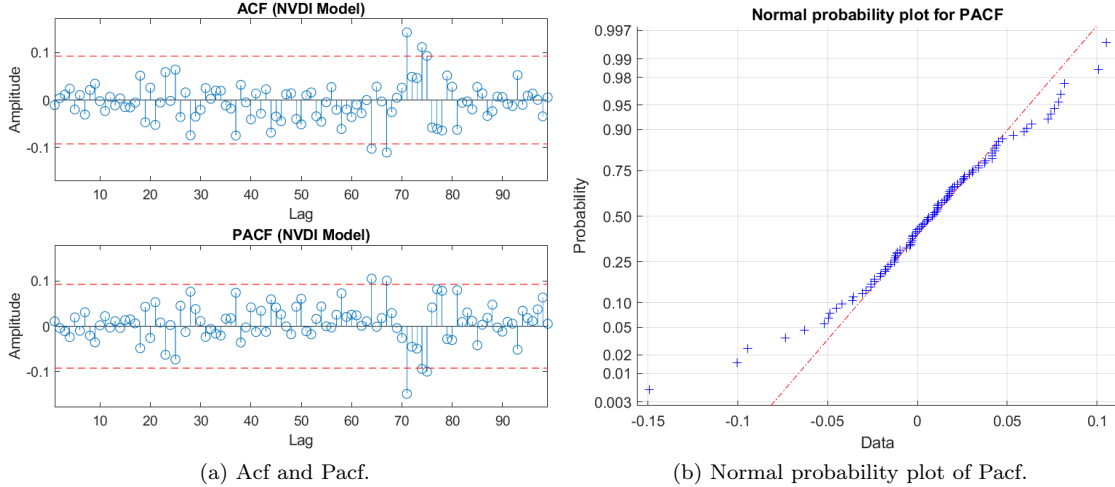 ACF (NVDI Model)
0.1
0
-0.1
Amplitude
10 20 30 40 50 60 70 80 90
Lag
PACF (NVDI Model)
0.1
0
-0.1
Amplitude
10 20 30 40 50 60 70 80 90
Lag
(a) Acf and Pacf.
Normal probability plot for PACF
0.997
0.99
0.98
0.95
0.90
0.75
0.50
0.25
0.10
0.05
0.02
0.01
0.003
Probability
-0.15 -0.1 -0.05 0 0.05 0.1
Data
(b) Normal probability plot of Pacf.